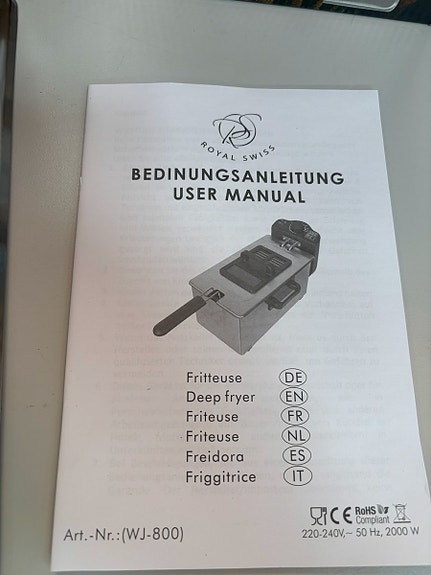 ROYAL SWISS
BEDINUNGSANLEITUNG
USER MANUAL
Fritteuse DE
Deep fryer EN
Friteuse FR
Friteuse NL
Freidora ES
Friggitrice IT
CE RoHS
Compliant
Art.-Nr.:(WJ-800) 220-240V,~ 50 Hz, 2000 W